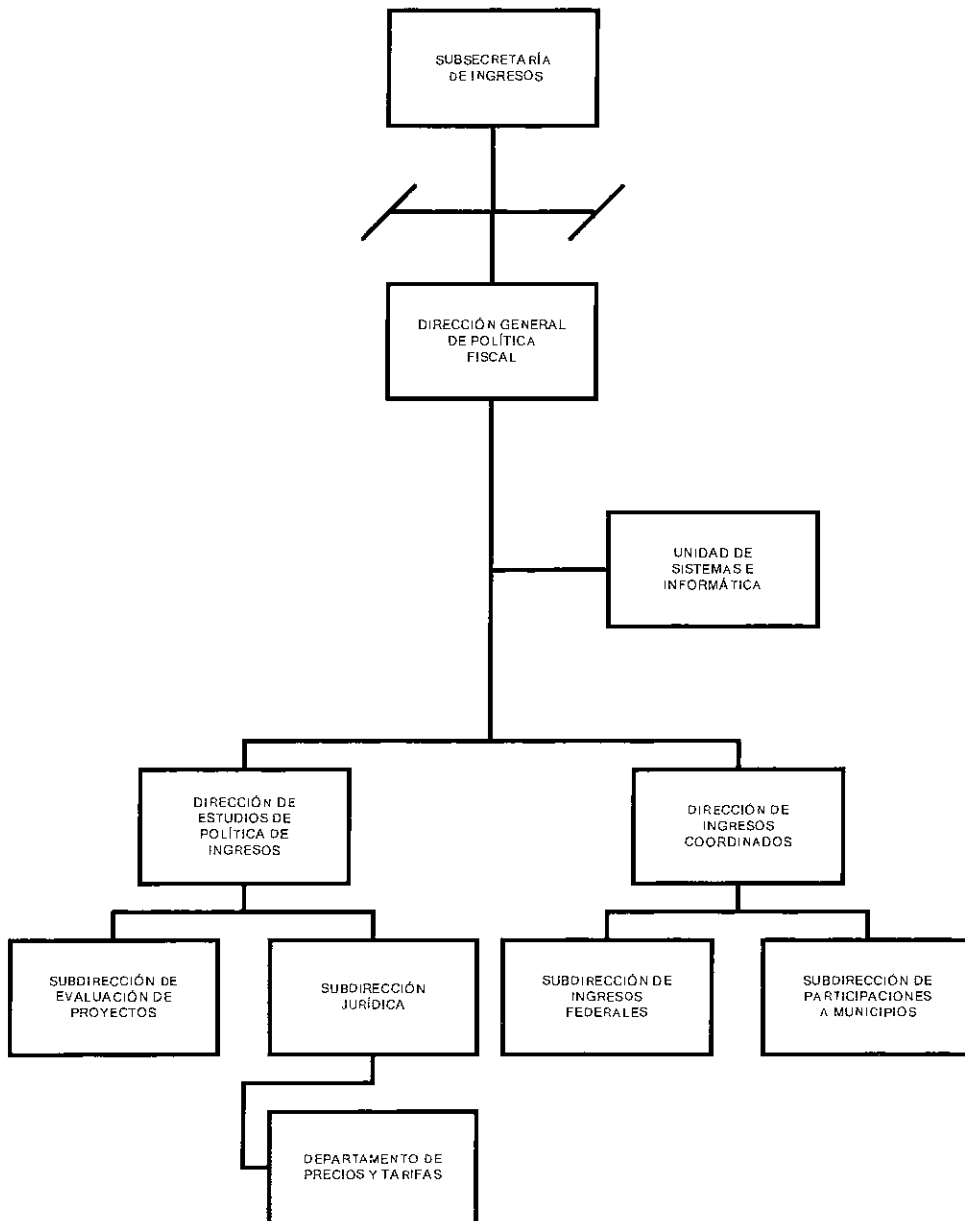 SUBSECRETARÍA
DE INGRESOS
DIRECCIÓN GENERAL
DE POLÍTICA
FISCAL
UNIDAD DE
SISTEMAS E
INFORMÁTICA
DIRECCIÓN DE
ESTUDIOS DE
POLÍTICA DE
INGRESOS
DIRECCIÓN DE
INGRESOS
COORDINADOS
SUBDIRECCIÓN DE
EVALUACIÓN DE
PROYECTOS
SUBDIRECCIÓN
JURÍDICA
SUBDIRECCIÓN DE
INGRESOS
FEDERALES
SUBDIRECCIÓN DE
PARTICIPACIONES
A MUNICIPIOS
DEPARTAMENTO DE
PRECIOS Y TARIFAS